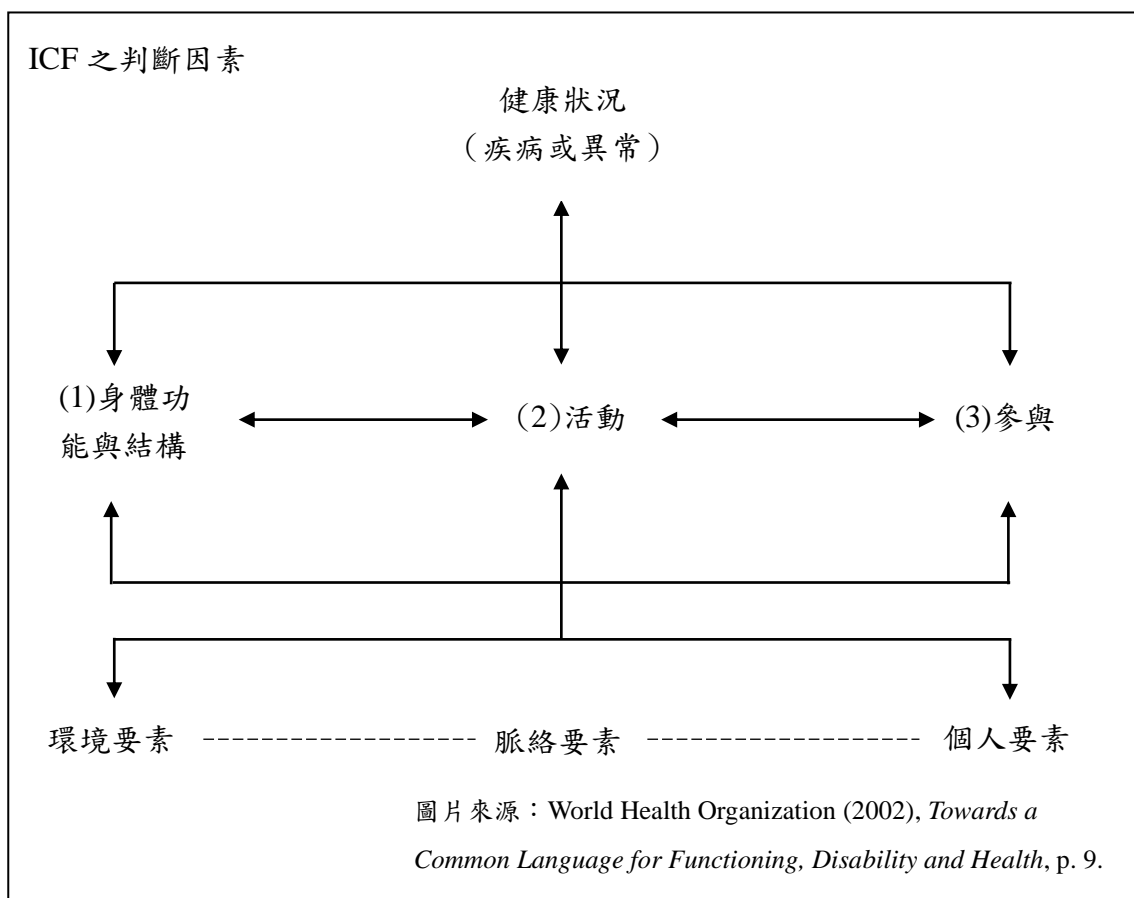 ICF 之判斷因素
健康狀況
（疾病或異常）
(1)身體功
能與結構
(2)活動
(3)參與
環境要素
脈絡要素
個人要素
圖片來源：World Health Organization (2002), Towards a
Common Language for Functioning, Disability and Health, p. 9.